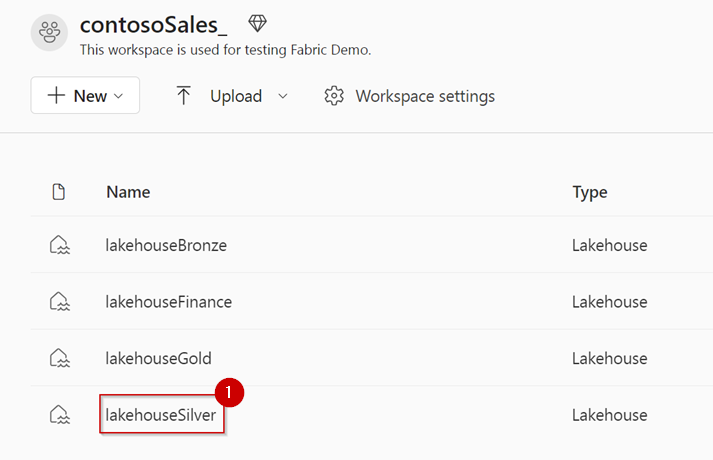 contosoSales_
This workspace is used for testing Fabric Demo.
New Upload Workspace settings
Name Type
lakehouseBronze Lakehouse
lakehouseFinance Lakehouse
lakehouseGold Lakehouse
1
lakehouseSilver Lakehouse